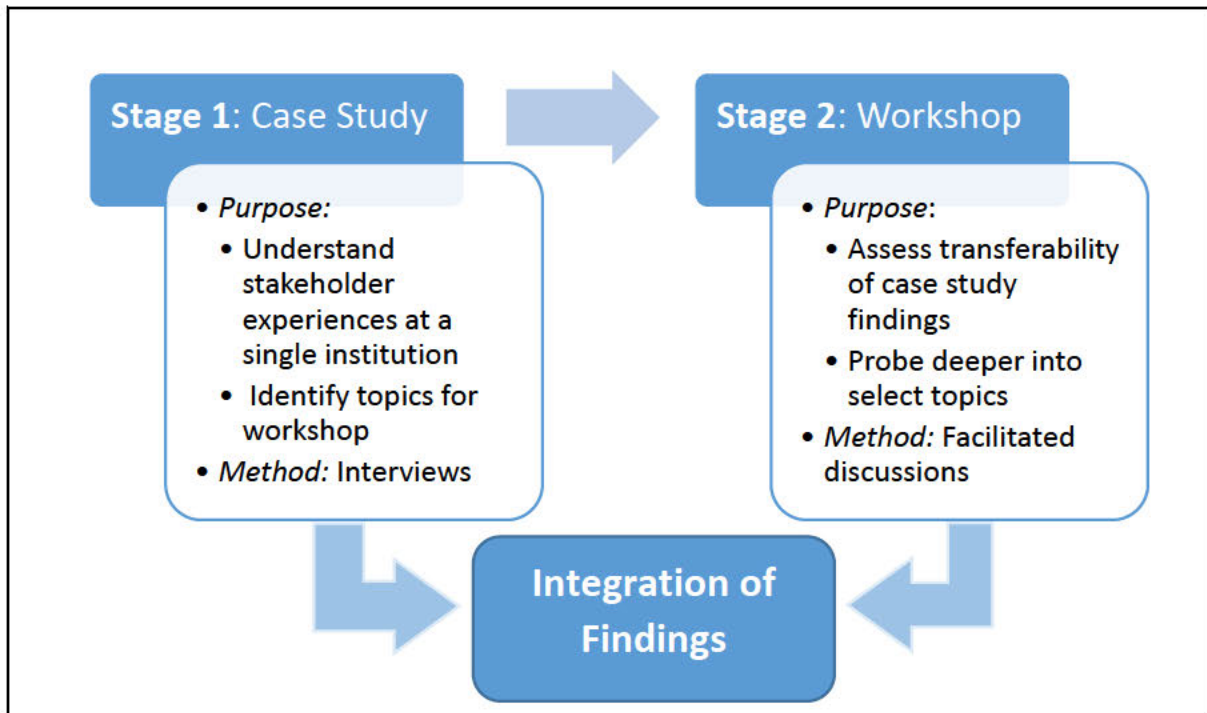 Stage 1: Case Study
• Purpose:
• Understand
stakeholder
experiences at a
single institution
• Identify topics for
workshop
• Method: Interviews
Stage 2: Workshop
• Purpose:
• Assess transferability
of case study
findings
• Probe deeper into
select topics
• Method: Facilitated
discussions
Integration of
Findings